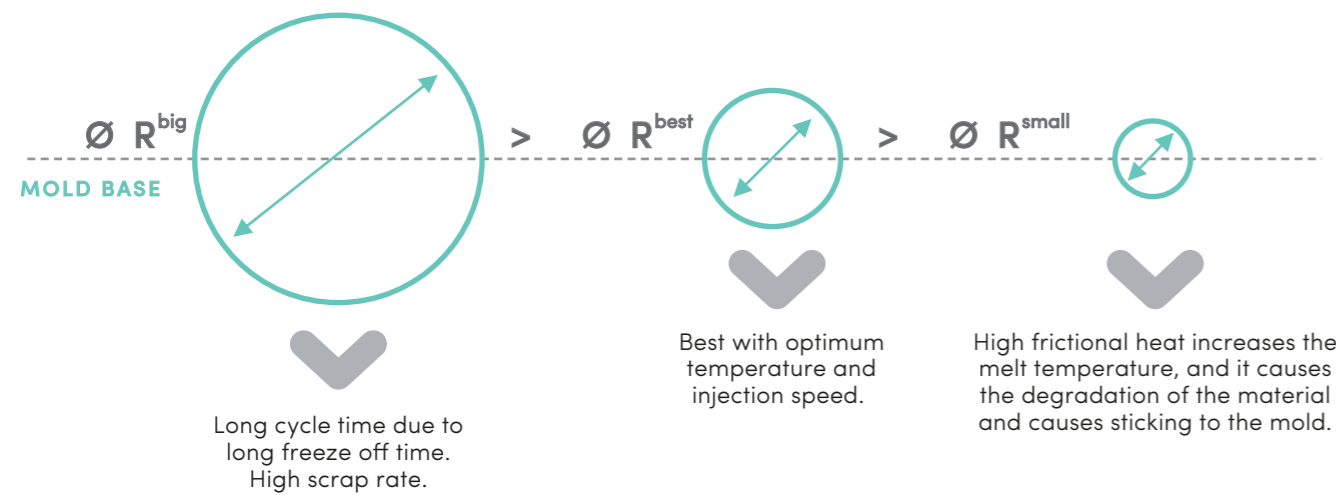 Ø R^big > Ø R^best > Ø R^small
MOLD BASE
Long cycle time due to
long freeze off time.
High scrap rate.
Best with optimum
temperature and
injection speed.
High frictional heat increases the
melt temperature, and it causes
the degradation of the material
and causes sticking to the mold.